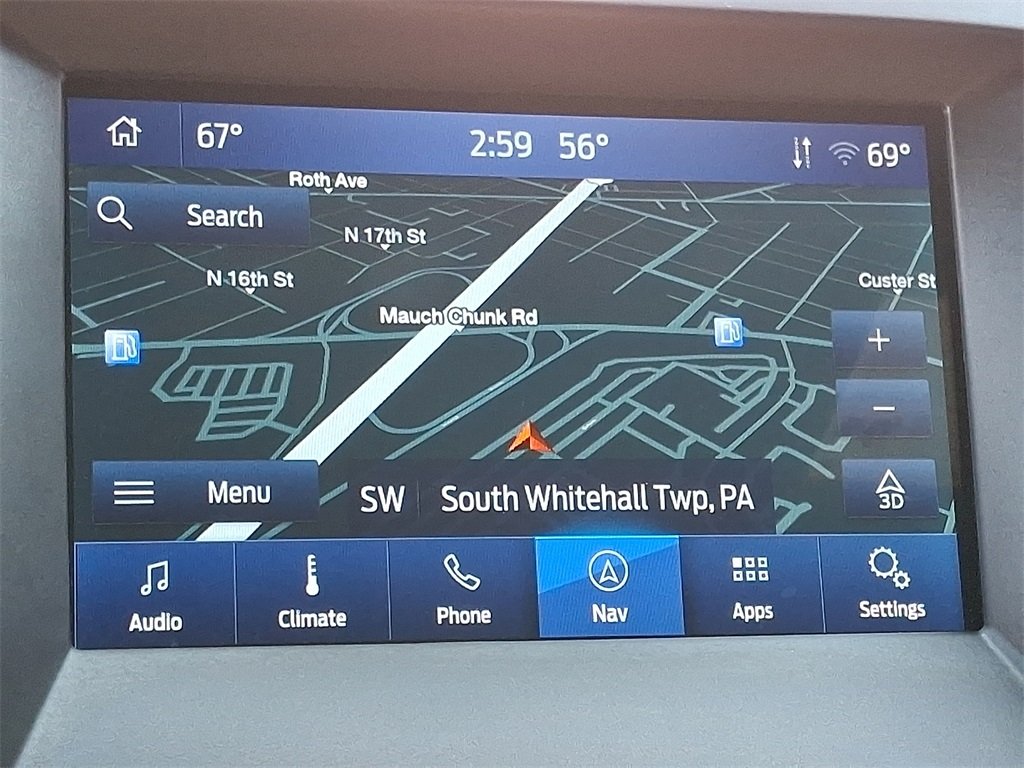 67° 2:59 56° 69°
Roth Ave
Search
N 17th St
N 16th St
Custer St
Mauch Chunk Rd
+
−
Menu SW South Whitehall Twp, PA 3D
Audio Climate Phone Nav Apps Settings